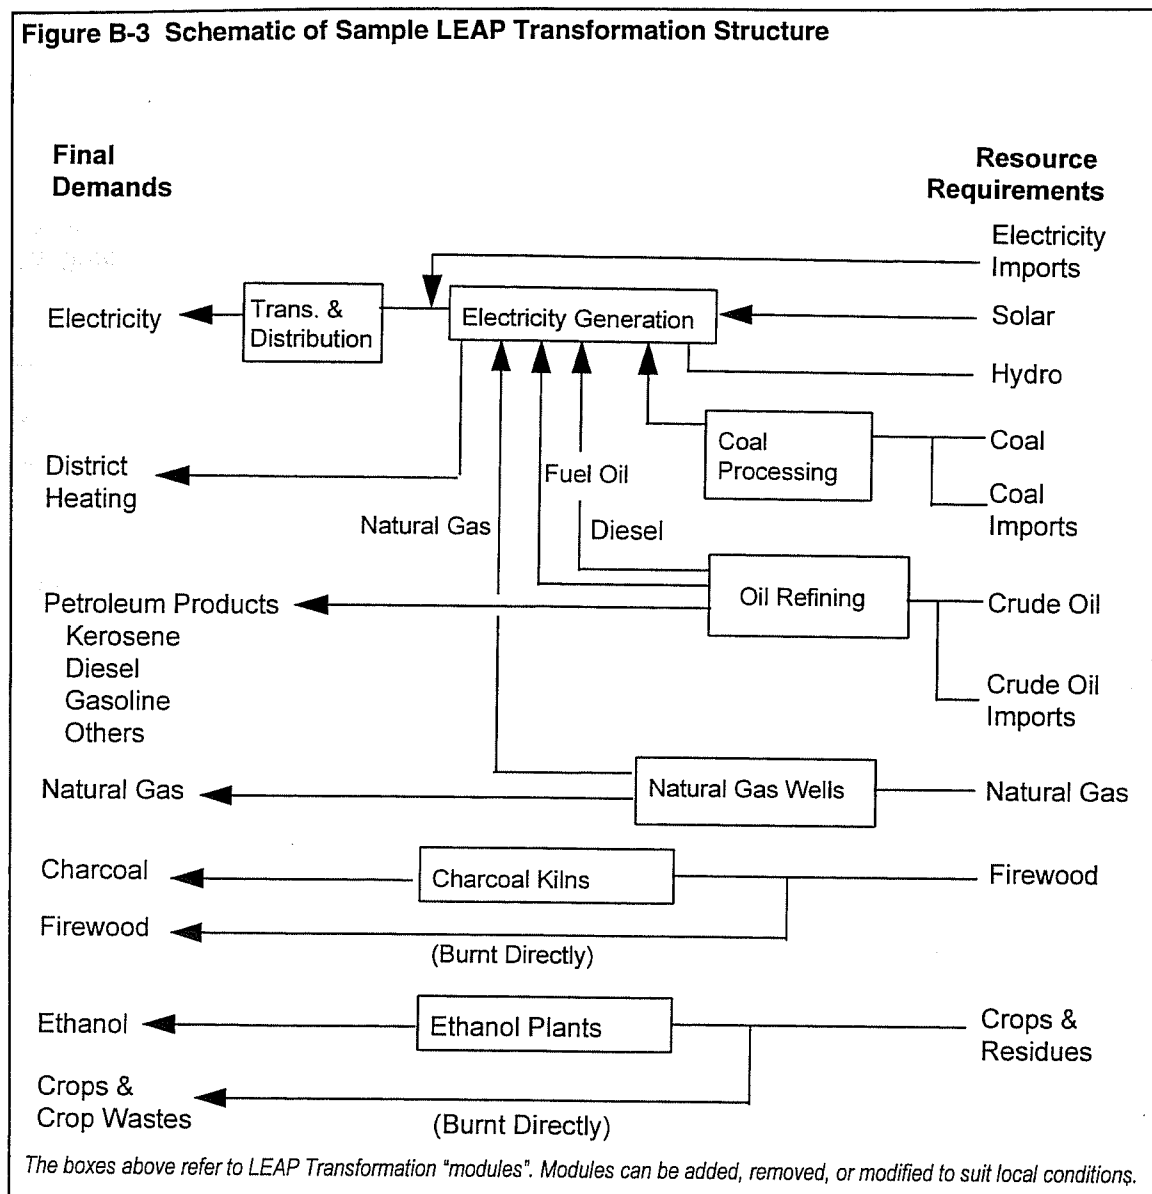 Figure B-3 Schematic of Sample LEAP Transformation Structure
Final
Demands
Resource
Requirements
Electricity
Imports
Electricity
Trans. &
Distribution
Electricity Generation
Solar
Hydro
District
Heating
Coal
Processing
Coal
Coal
Imports
Fuel Oil
Natural Gas
Diesel
Petroleum Products
Kerosene
Diesel
Gasoline
Others
Oil Refining
Crude Oil
Crude Oil
Imports
Natural Gas
Natural Gas Wells
Natural Gas
Charcoal
Charcoal Kilns
Firewood
Firewood
(Burnt Directly)
Ethanol
Ethanol Plants
Crops &
Residues
Crops &
Crop Wastes
(Burnt Directly)
The boxes above refer to LEAP Transformation "modules". Modules can be added, removed, or modified to suit local conditions.